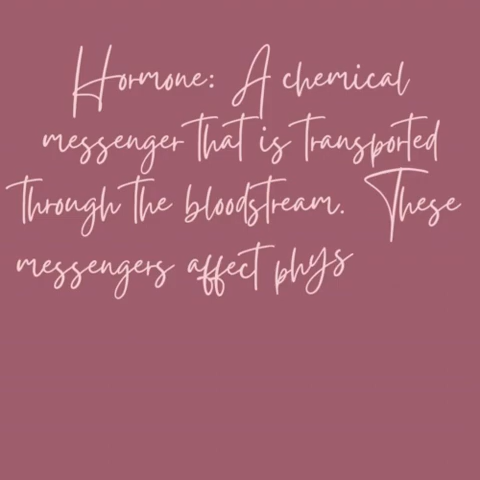 Hormone: A chemical
messenger that is transported
through the bloodstream. These
messengers affect phys